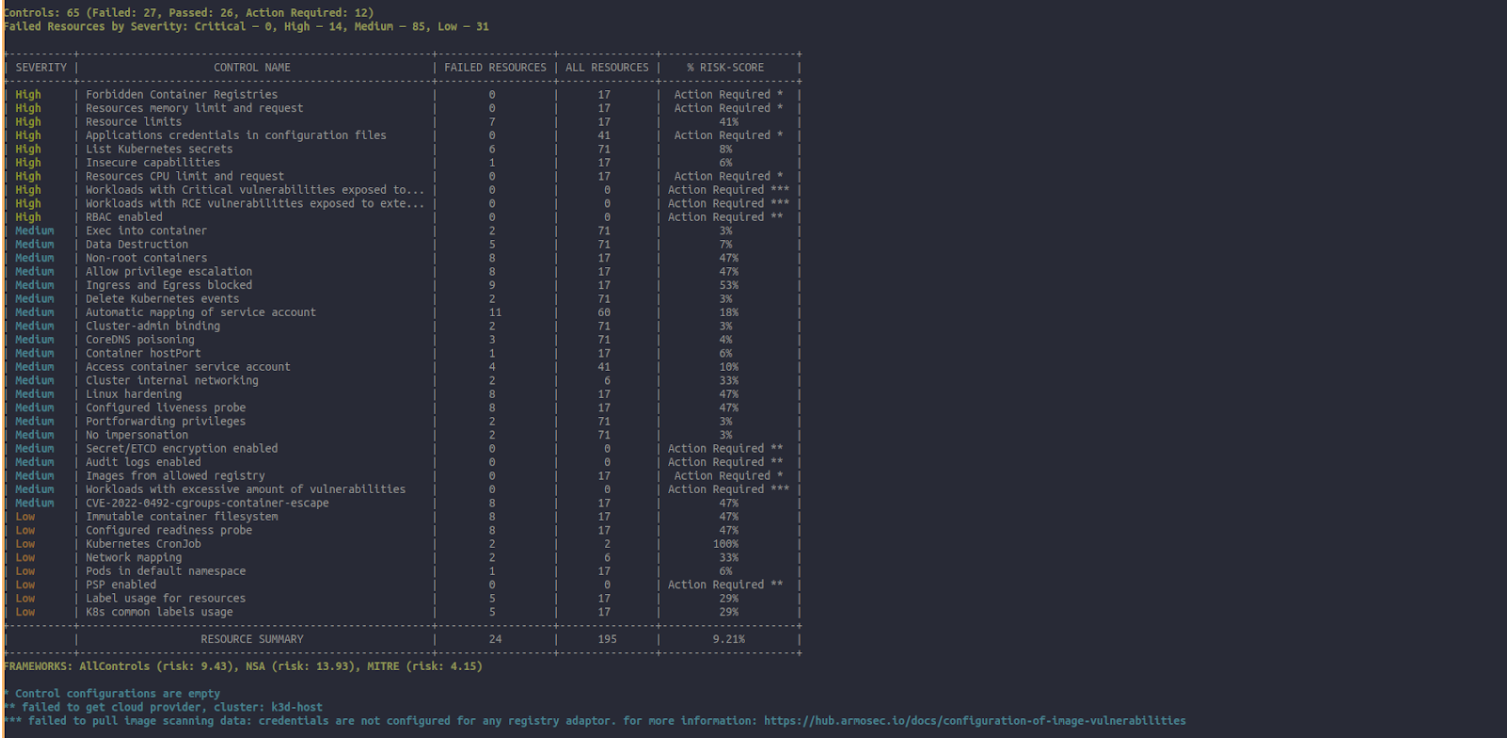 Controls: 65 (Failed: 27, Passed: 26, Action Required: 12)
Failed Resources by Severity: Critical — 0, High — 14, Medium — 85, Low — 31
SEVERITY | CONTROL NAME | FAILED RESOURCES | ALL RESOURCES | % RISK-SCORE
High | Forbidden Container Registries | 0 | 17 | Action Required *
High | Resources memory limit and request | 0 | 17 | Action Required *
High | Resource limits | 7 | 17 | 41%
High | Applications credentials in configuration files | 0 | 41 | Action Required *
High | List Kubernetes secrets | 6 | 71 | 8%
High | Insecure capabilities | 1 | 17 | 6%
High | Resources CPU limit and request | 0 | 17 | Action Required *
High | Workloads with Critical vulnerabilities exposed to... | 0 | 0 | Action Required ***
High | Workloads with RCE vulnerabilities exposed to exte... | 0 | 0 | Action Required ***
High | RBAC enabled | 0 | 0 | Action Required **
Medium | Exec into container | 2 | 71 | 3%
Medium | Data Destruction | 5 | 71 | 7%
Medium | Non-root containers | 8 | 17 | 47%
Medium | Allow privilege escalation | 8 | 17 | 47%
Medium | Ingress and Egress blocked | 9 | 17 | 53%
Medium | Delete Kubernetes events | 2 | 71 | 3%
Medium | Automatic mapping of service account | 11 | 60 | 18%
Medium | Cluster-admin binding | 2 | 71 | 3%
Medium | CoreDNS poisoning | 3 | 71 | 4%
Medium | Container hostPort | 1 | 17 | 6%
Medium | Access container service account | 4 | 41 | 10%
Medium | Cluster internal networking | 2 | 6 | 33%
Medium | Linux hardening | 8 | 17 | 47%
Medium | Configured liveness probe | 8 | 17 | 47%
Medium | Portforwarding privileges | 2 | 71 | 3%
Medium | No impersonation | 2 | 71 | 3%
Medium | Secret/ETCD encryption enabled | 0 | 0 | Action Required **
Medium | Audit logs enabled | 0 | 0 | Action Required **
Medium | Images from allowed registry | 0 | 17 | Action Required *
Medium | Workloads with excessive amount of vulnerabilities | 0 | 0 | Action Required ***
Medium | CVE-2022-0492-cgroups-container-escape | 8 | 17 | 47%
Low | Immutable container filesystem | 8 | 17 | 47%
Low | Configured readiness probe | 8 | 17 | 47%
Low | Kubernetes CronJob | 2 | 2 | 100%
Low | Network mapping | 2 | 6 | 33%
Low | Pods in default namespace | 1 | 17 | 6%
Low | PSP enabled | 0 | 0 | Action Required **
Low | Label usage for resources | 5 | 17 | 29%
Low | K8s common labels usage | 5 | 17 | 29%
RESOURCE SUMMARY | 24 | 195 | 9.21%
FRAMEWORKS: AllControls (risk: 9.43), NSA (risk: 13.93), MITRE (risk: 4.15)
* Control configurations are empty
** failed to get cloud provider, cluster: k3d-host
*** failed to pull image scanning data: credentials are not configured for any registry adaptor. for more information: https://hub.armosec.io/docs/configuration-of-image-vulnerabilities